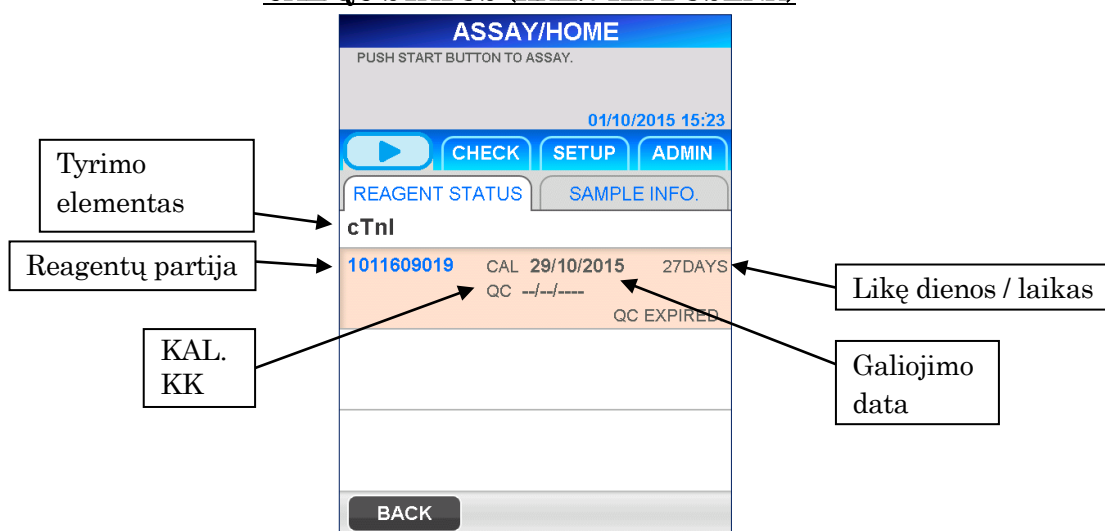 ASSAY/HOME
PUSH START BUTTON TO ASSAY.
01/10/2015 15:23
CHECK SETUP ADMIN
REAGENT STATUS SAMPLE INFO.
cTnI
1011609019 CAL 29/10/2015 27DAYS
QC --/--/----
QC EXPIRED
BACK
Tyrimo
elementas
Reagentų partija
KAL.
KK
Likę dienos / laikas
Galiojimo
data